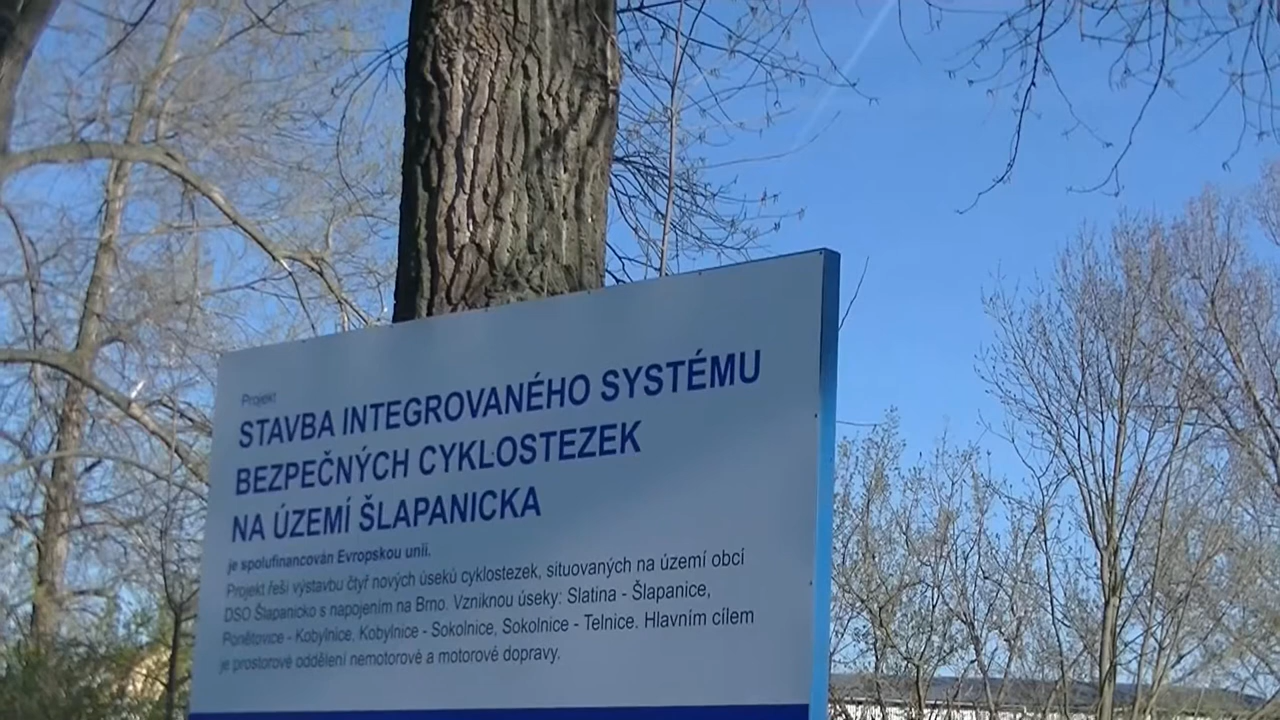 Projekt
STAVBA INTEGROVANÉHO SYSTÉMU
BEZPEČNÝCH CYKLOSTEZEK
NA ÚZEMÍ ŠLAPANICKA
je spolufinancován Evropskou unií.
Projekt řeší výstavbu čtyř nových úseků cyklostezek, situovaných na území obcí
DSO Šlapanicko s napojením na Brno. Vzniknou úseky: Slatina - Šlapanice,
Ponětovice - Kobylnice, Kobylnice - Sokolnice, Sokolnice - Telnice. Hlavním cílem
je prostorové oddělení nemotorové a motorové dopravy.